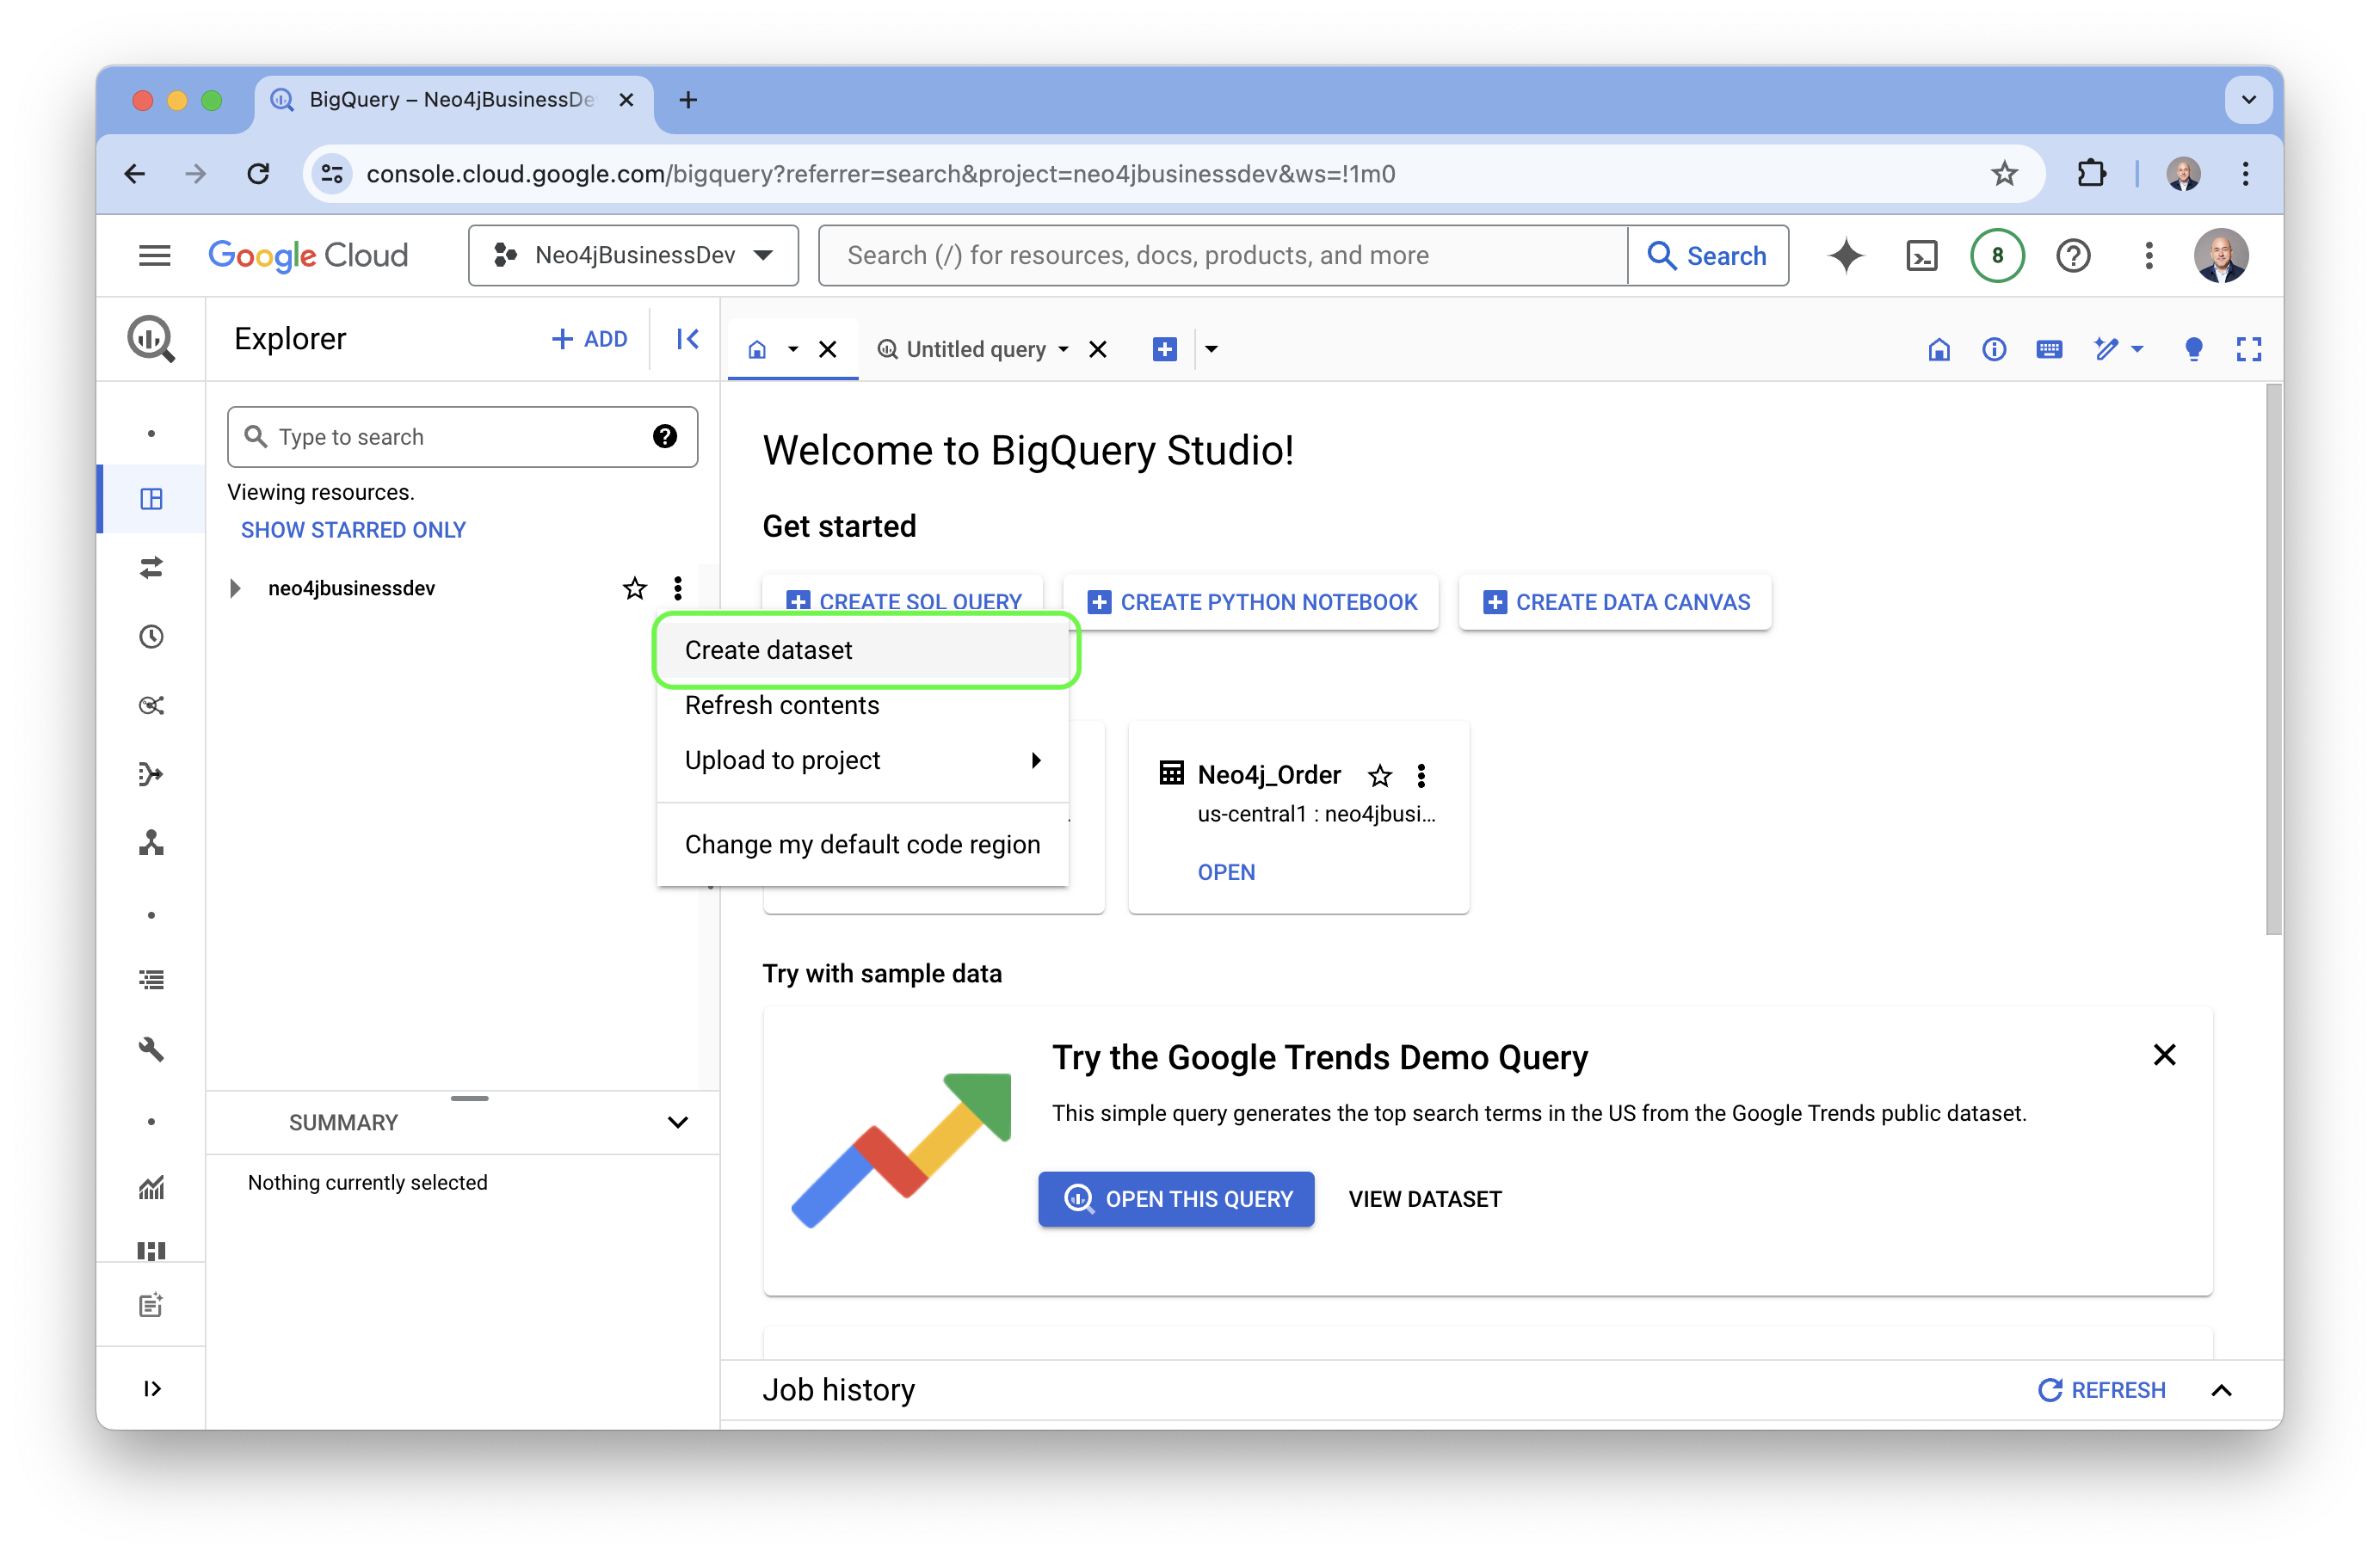 BigQuery – Neo4jBusinessDe
console.cloud.google.com/bigquery?referrer=search&project=neo4jbusinessdev&ws=!1m0
Google Cloud
Neo4jBusinessDev
Search (/) for resources, docs, products, and more
Search
8
Explorer
+ ADD
Untitled query
Type to search
Viewing resources.
SHOW STARRED ONLY
neo4jbusinessdev
Welcome to BigQuery Studio!
Get started
CREATE SQL QUERY
CREATE PYTHON NOTEBOOK
CREATE DATA CANVAS
Create dataset
Refresh contents
Upload to project
Change my default code region
Neo4j_Order
us-central1 : neo4jbusi...
OPEN
Try with sample data
Try the Google Trends Demo Query
This simple query generates the top search terms in the US from the Google Trends public dataset.
OPEN THIS QUERY
VIEW DATASET
SUMMARY
Nothing currently selected
Job history
REFRESH